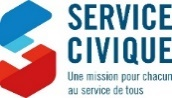 SERVICE
CIVIQUE
Une mission pour chacun
au service de tous